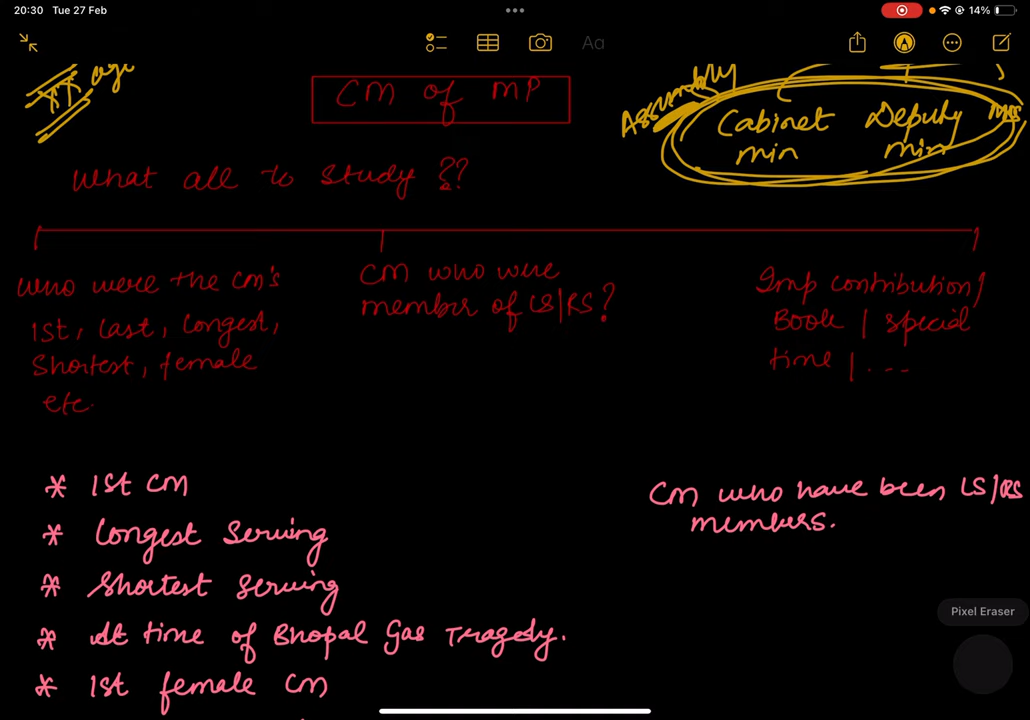 20:30 Tue 27 Feb
14%
Aa
age
CM of MP
Assembly
Cabinet min
Deputy min
What all to study ??
Who were the CM's
1st, Last, Longest,
Shortest, female
etc.
CM who were
member of LS/RS?
Imp contribution/
Book / special
time / ...
* 1st CM
* Longest Serving
* Shortest serving
* At time of Bhopal Gas Tragedy.
* 1st female CM
CM who have been LS/RS
members.
Pixel Eraser